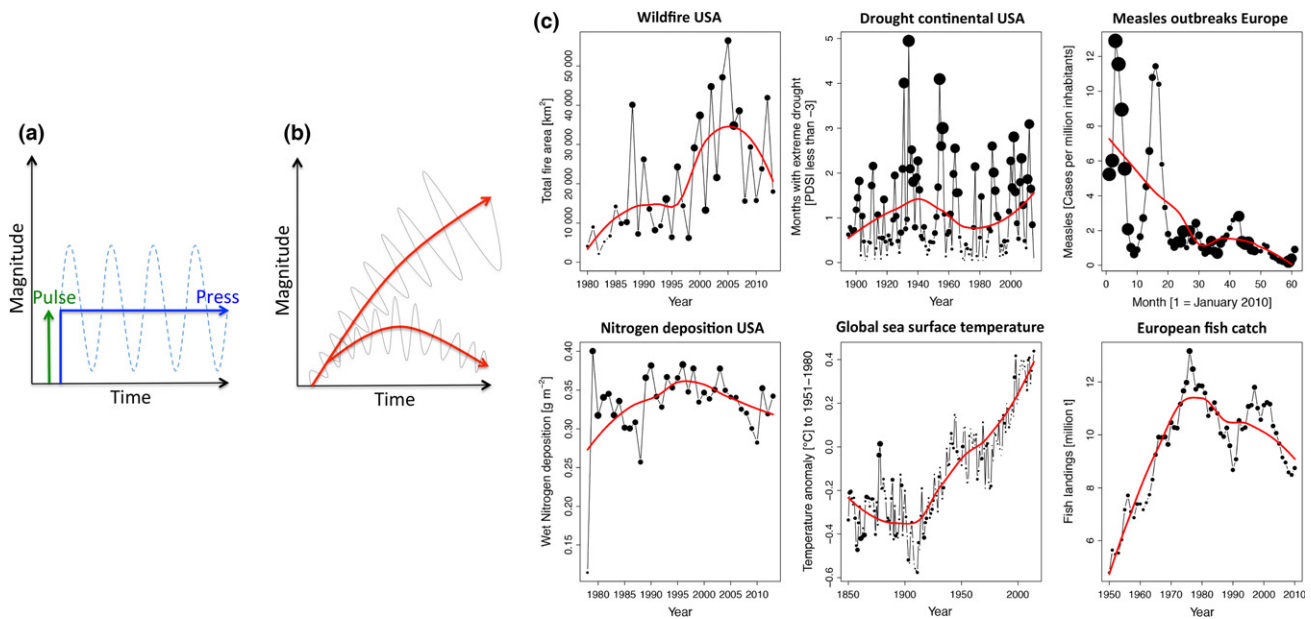 (a)
Magnitude
Pulse
Press
Time
(b)
Magnitude
Time
(c)
Wildfire USA
Total fire area [km²]
0
10 000
20 000
30 000
40 000
50 000
1980 1985 1990 1995 2000 2005 2010
Year
Drought continental USA
Months with extreme drought
[PDSI less than −3]
0
1
2
3
4
5
1900 1920 1940 1960 1980 2000
Year
Measles outbreaks Europe
Measles [Cases per million inhabitants]
0
2
4
6
8
10
12
0 10 20 30 40 50 60
Month [1 = January 2010]
Nitrogen deposition USA
Wet Nitrogen deposition [g m⁻²]
0.15
0.20
0.25
0.30
0.35
0.40
1980 1985 1990 1995 2000 2005 2010
Year
Global sea surface temperature
Temperature anomaly [°C] to 1951–1980
−0.6
−0.4
−0.2
0.0
0.2
0.4
1850 1900 1950 2000
Year
European fish catch
Fish landings [million t]
6
8
10
12
1950 1960 1970 1980 1990 2000 2010
Year